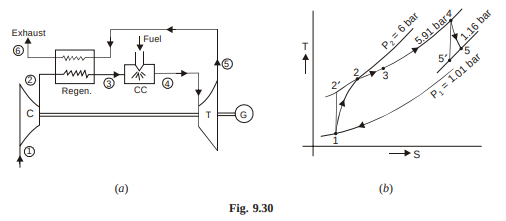 Exhaust
6
Fuel
2
Regen.
3
CC
4
5
C
T
G
1
(a)
T
P2 = 6 bar
5.91 bar
4
1.16 bar
5
5′
2′
2
3
P1 = 1.01 bar
1
S
(b)
Fig. 9.30